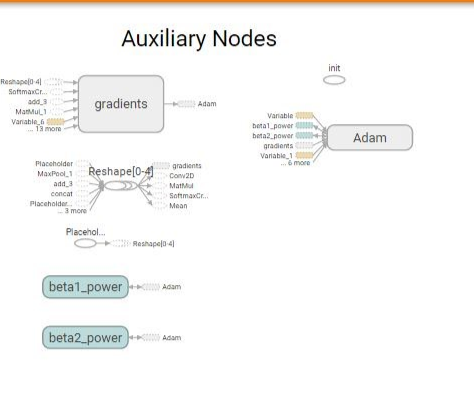 Auxiliary Nodes
Reshape[0-4]
SoftmaxCr...
add_3
MatMul_1
Variable_6
... 13 more
gradients
Adam
init
Variable
beta1_power
beta2_power
gradients
Variable_1
... 6 more
Adam
Placeholder
MaxPool_1
add_3
concat
Placeholder...
... 3 more
Reshape[0-4]
gradients
Conv2D
MatMul
SoftmaxCr...
Mean
Placehol...
Reshape[0-4]
beta1_power
Adam
beta2_power
Adam